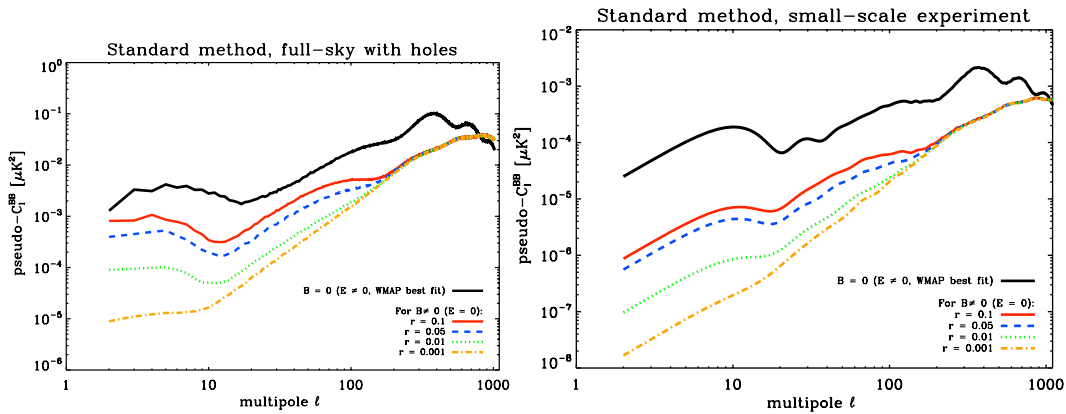 Standard method, full-sky with holes
pseudo-C_l^BB [μK²]
10⁰
10⁻¹
10⁻²
10⁻³
10⁻⁴
10⁻⁵
10⁻⁶
B = 0 (E ≠ 0, WMAP best fit)
For B≠ 0 (E = 0):
r = 0.1
r = 0.05
r = 0.01
r = 0.001
1 10 100 1000
multipole ℓ
Standard method, small-scale experiment
pseudo-C_l^BB [μK²]
10⁻²
10⁻³
10⁻⁴
10⁻⁵
10⁻⁶
10⁻⁷
10⁻⁸
B = 0 (E ≠ 0, WMAP best fit)
For B≠ 0 (E = 0):
r = 0.1
r = 0.05
r = 0.01
r = 0.001
1 10 100 1000
multipole ℓ